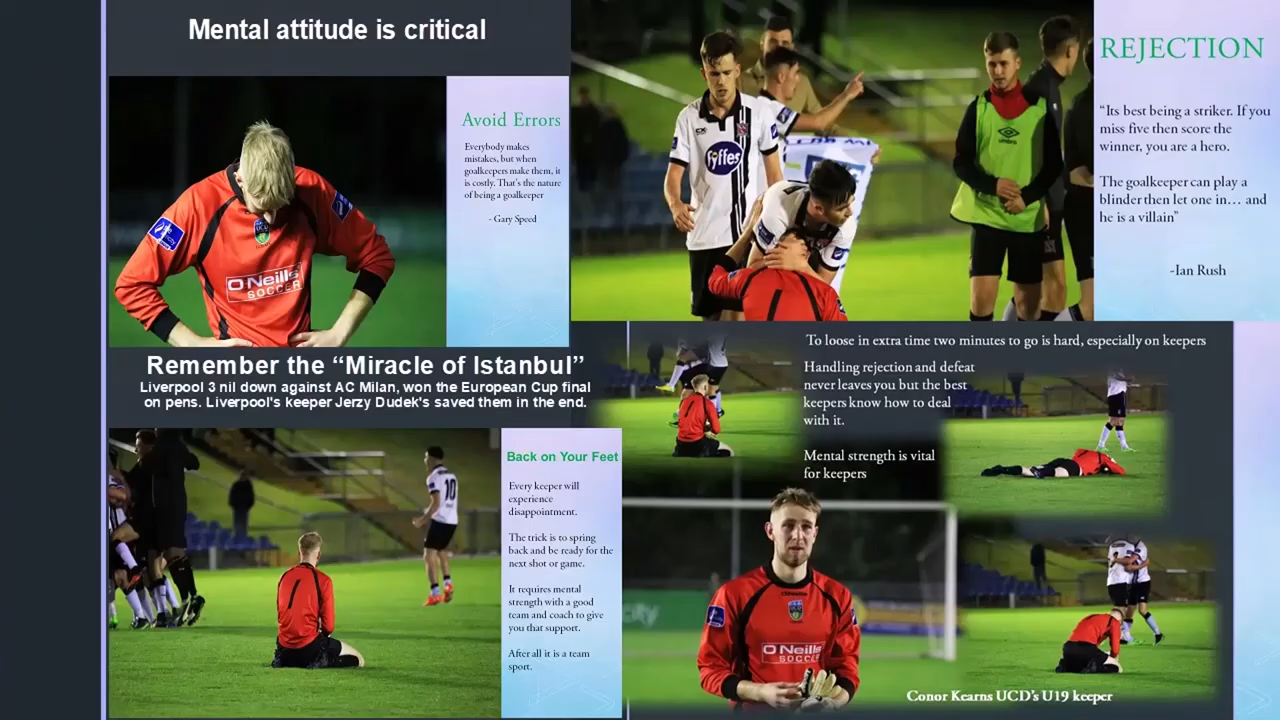 Mental attitude is critical
Avoid Errors
Everybody makes
mistakes, but when
goalkeepers make them, it
is costly. That's the nature
of being a goalkeeper
- Gary Speed
O'Neills
SOCCER
fyffes
umbro
REJECTION
“Its best being a striker. If you
miss five then score the
winner, you are a hero.
The goalkeeper can play a
blinder then let one in… and
he is a villain”
-Ian Rush
Remember the “Miracle of Istanbul”
Liverpool 3 nil down against AC Milan, won the European Cup final
on pens. Liverpool's keeper Jerzy Dudek's saved them in the end.
10
1
Back on Your Feet
Every keeper will
experience
disappointment.
The trick is to spring
back and be ready for the
next shot or game.
It requires mental
strength with a good
team and coach to give
you that support.
After all it is a team
sport.
To loose in extra time two minutes to go is hard, especially on keepers
Handling rejection and defeat
never leaves you but the best
keepers know how to deal
with it.
Mental strength is vital
for keepers
O'Neills
SOCCER
Conor Kearns UCD's U19 keeper